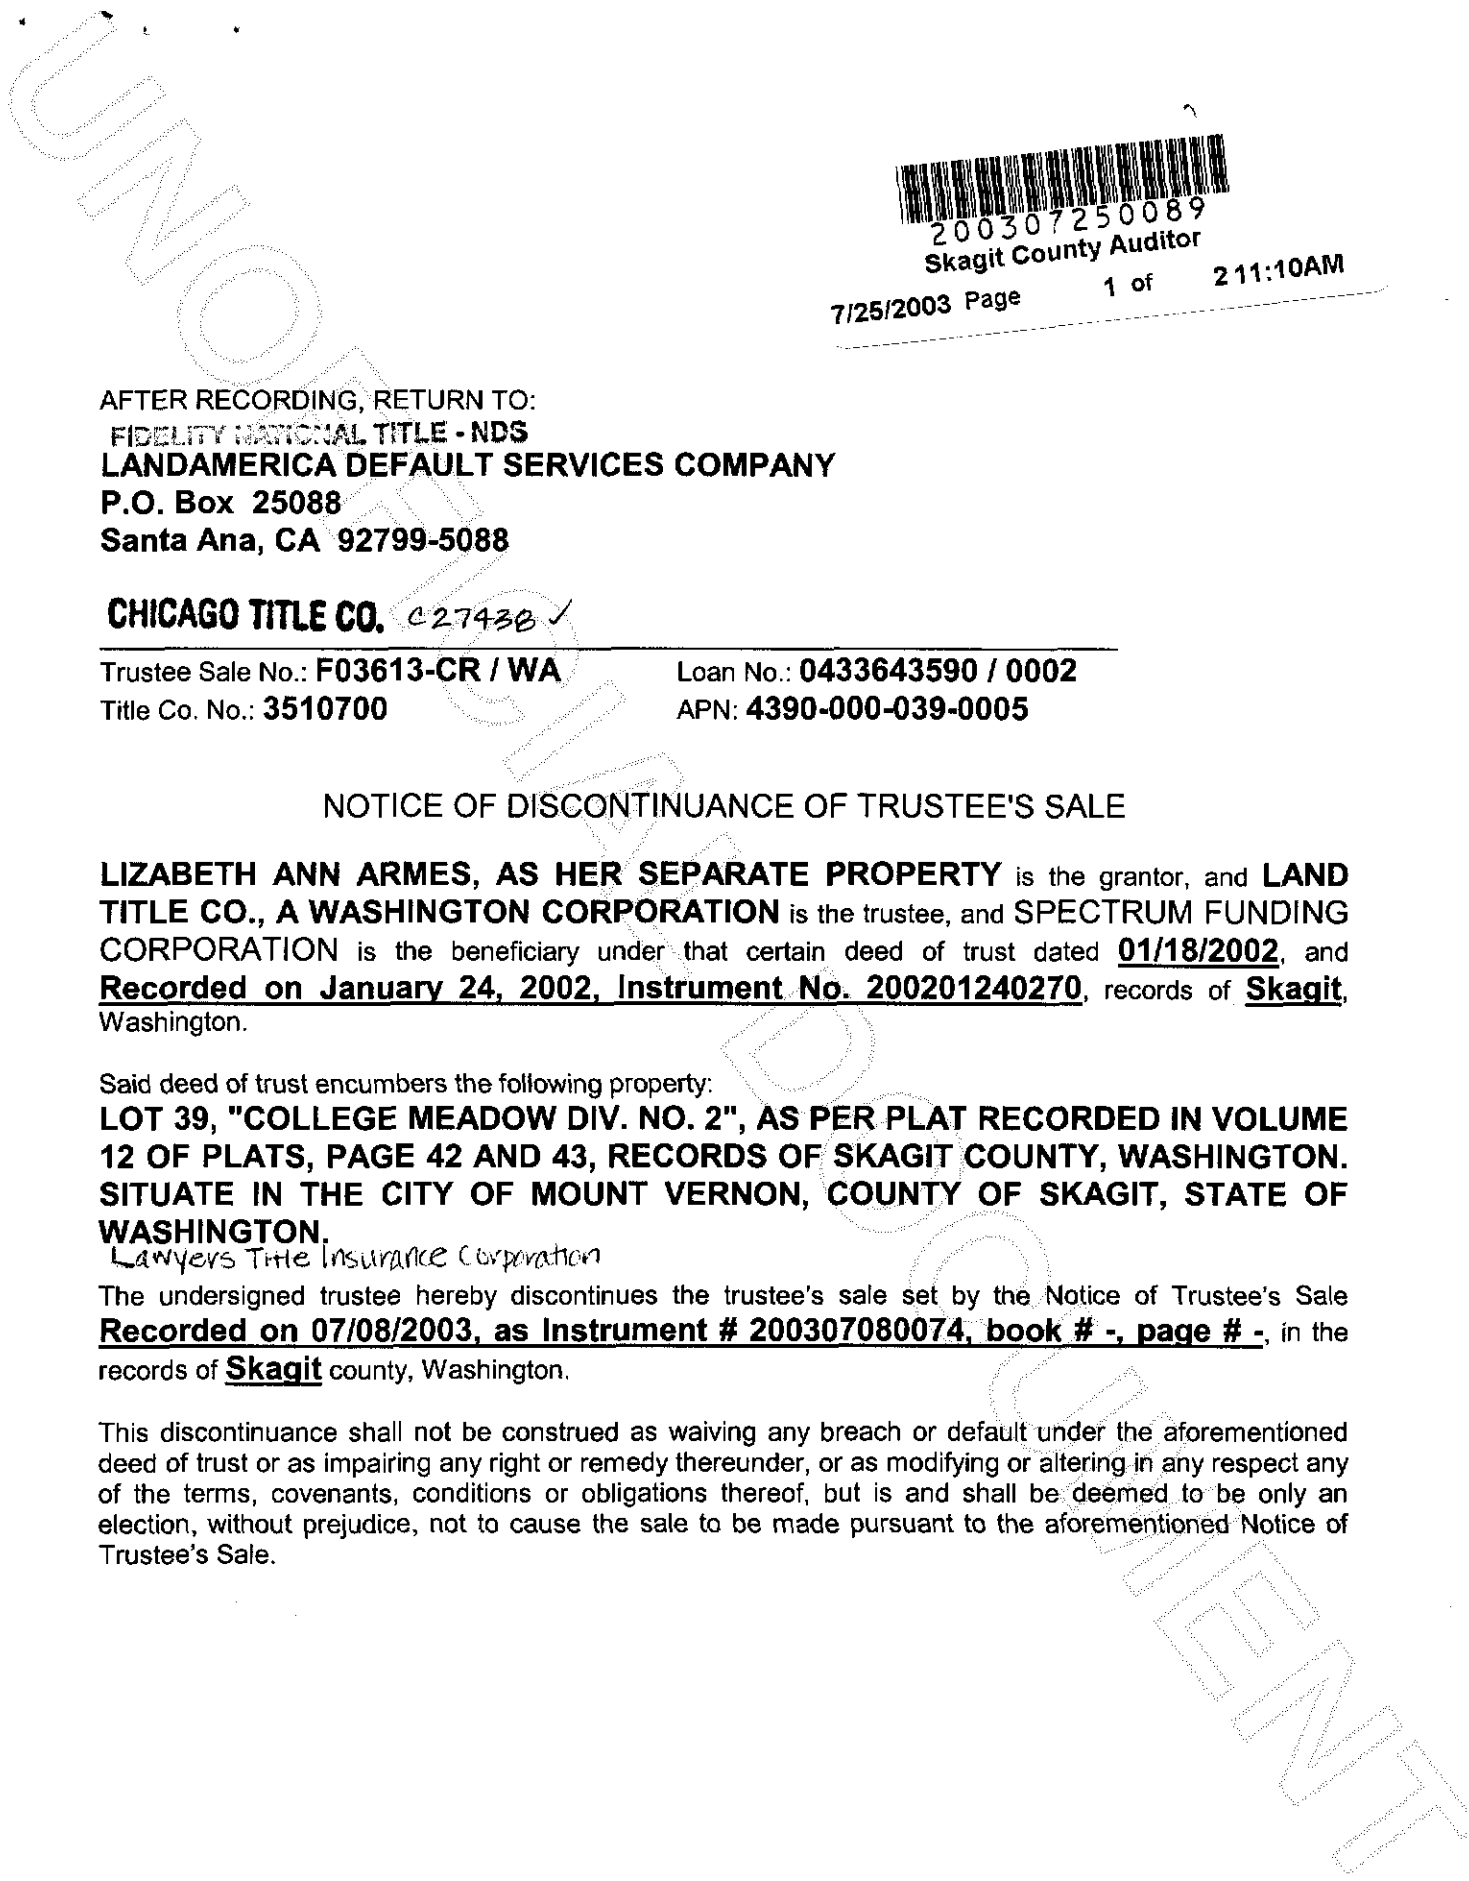 200307250089
Skagit County Auditor
7/25/2003 Page 1 of 2 11:10AM
AFTER RECORDING, RETURN TO:
FIDELITY NATIONAL TITLE - NDS
LANDAMERICA DEFAULT SERVICES COMPANY
P.O. Box 25088
Santa Ana, CA 92799-5088
CHICAGO TITLE CO. C27438 ✓
Trustee Sale No.: F03613-CR / WA Loan No.: 0433643590 / 0002
Title Co. No.: 3510700 APN: 4390-000-039-0005
NOTICE OF DISCONTINUANCE OF TRUSTEE'S SALE
LIZABETH ANN ARMES, AS HER SEPARATE PROPERTY is the grantor, and LAND
TITLE CO., A WASHINGTON CORPORATION is the trustee, and SPECTRUM FUNDING
CORPORATION is the beneficiary under that certain deed of trust dated 01/18/2002, and
Recorded on January 24, 2002, Instrument No. 200201240270, records of Skagit,
Washington.
Said deed of trust encumbers the following property:
LOT 39, "COLLEGE MEADOW DIV. NO. 2", AS PER PLAT RECORDED IN VOLUME
12 OF PLATS, PAGE 42 AND 43, RECORDS OF SKAGIT COUNTY, WASHINGTON.
SITUATE IN THE CITY OF MOUNT VERNON, COUNTY OF SKAGIT, STATE OF
WASHINGTON.
Lawyers Title Insurance Corporation
The undersigned trustee hereby discontinues the trustee's sale set by the Notice of Trustee's Sale
Recorded on 07/08/2003, as Instrument # 200307080074, book # -, page # -, in the
records of Skagit county, Washington.
This discontinuance shall not be construed as waiving any breach or default under the aforementioned
deed of trust or as impairing any right or remedy thereunder, or as modifying or altering in any respect any
of the terms, covenants, conditions or obligations thereof, but is and shall be deemed to be only an
election, without prejudice, not to cause the sale to be made pursuant to the aforementioned Notice of
Trustee's Sale.
UNOFFICIAL DOCUMENT